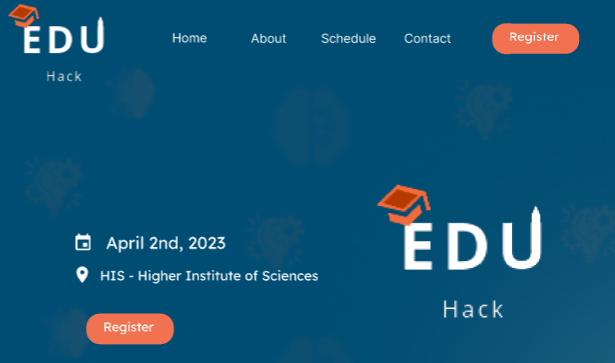 EDU
Hack
Home
About
Schedule
Contact
Register
April 2nd, 2023
HIS - Higher Institute of Sciences
Register
EDU
Hack